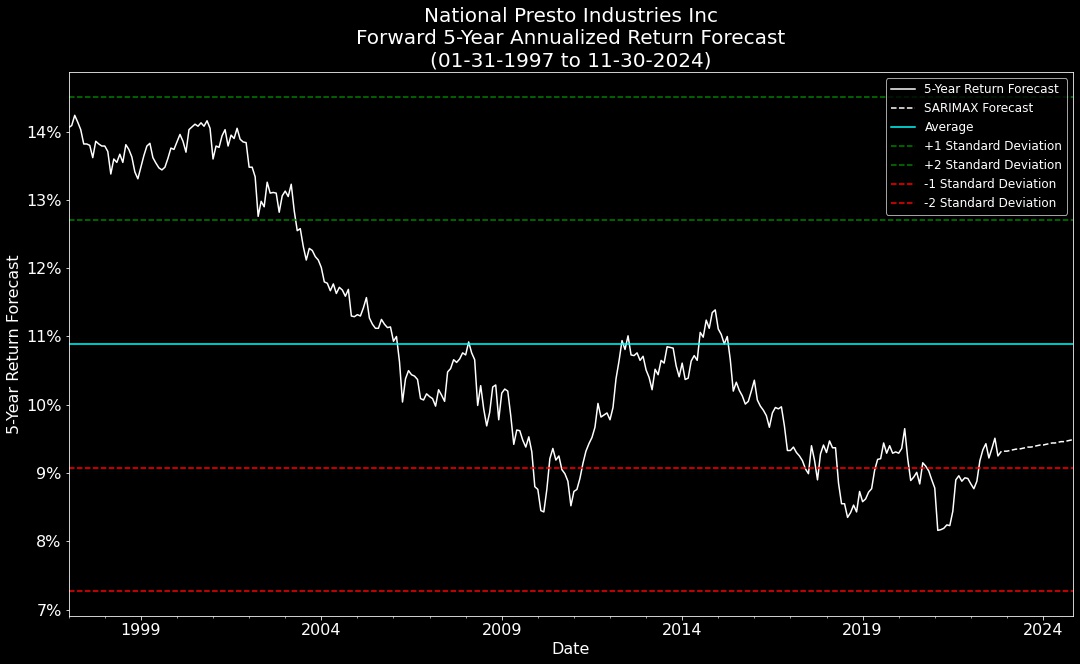 National Presto Industries Inc
Forward 5-Year Annualized Return Forecast
(01-31-1997 to 11-30-2024)
5-Year Return Forecast
SARIMAX Forecast
Average
+1 Standard Deviation
+2 Standard Deviation
-1 Standard Deviation
-2 Standard Deviation
5-Year Return Forecast
14%
13%
12%
11%
10%
9%
8%
7%
1999
2004
2009
2014
2019
2024
Date